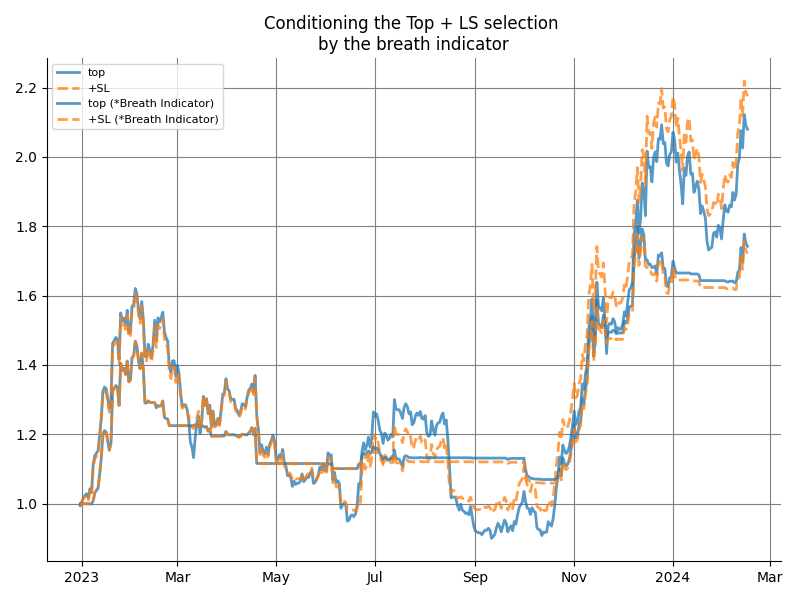 Conditioning the Top + LS selection
by the breath indicator
top
+SL
top (*Breath Indicator)
+SL (*Breath Indicator)
2.2
2.0
1.8
1.6
1.4
1.2
1.0
2023 Mar May Jul Sep Nov 2024 Mar